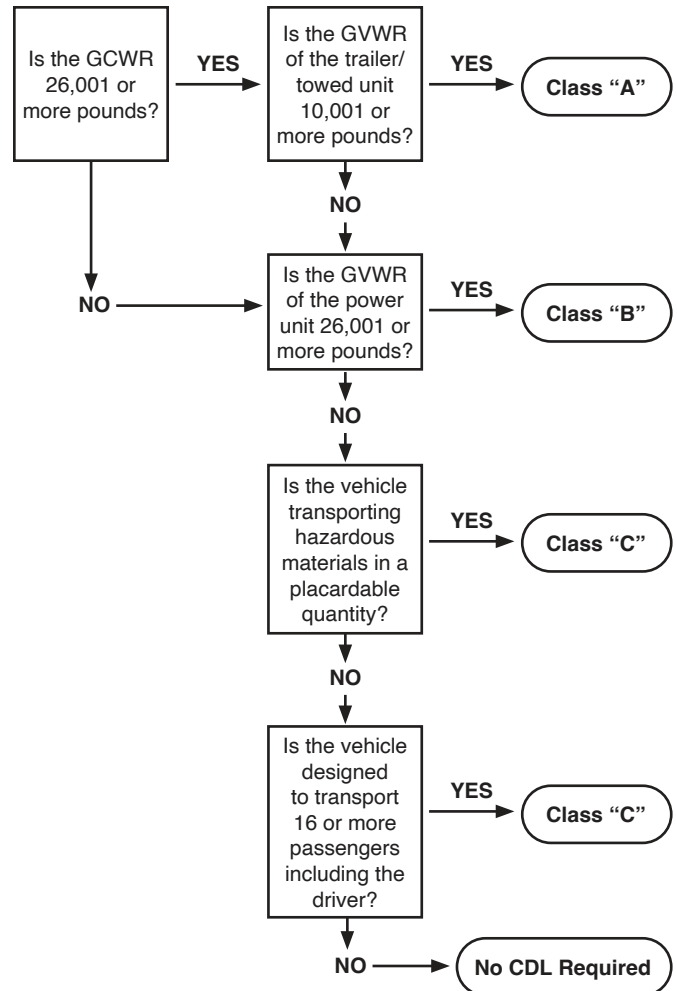 Is the GCWR
26,001 or
more pounds?
YES
Is the GVWR
of the trailer/
towed unit
10,001 or
more pounds?
YES
Class “A”
NO
NO
Is the GVWR
of the power
unit 26,001 or
more pounds?
YES
Class “B”
NO
Is the vehicle
transporting
hazardous
materials in a
placardable
quantity?
YES
Class “C”
NO
Is the vehicle
designed
to transport
16 or more
passengers
including the
driver?
YES
Class “C”
NO
No CDL Required